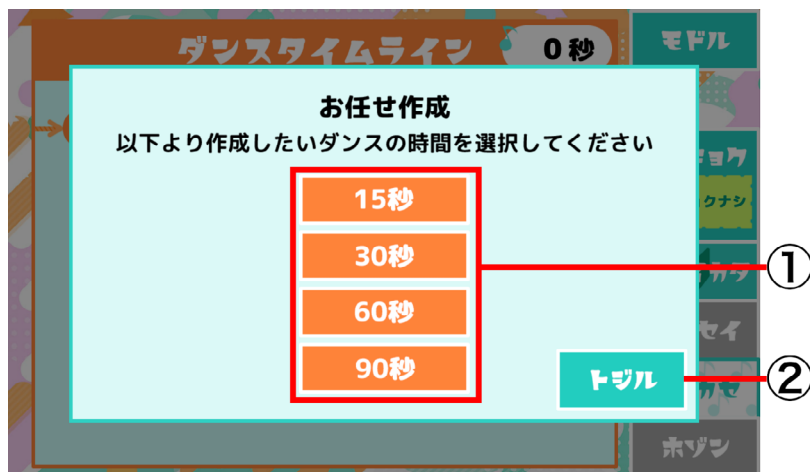 ダンスタイムライン
0秒
モドル
お任せ作成
以下より作成したいダンスの時間を選択してください
15秒
30秒
60秒
90秒
トジル
ホゾン
クナシ
①
②